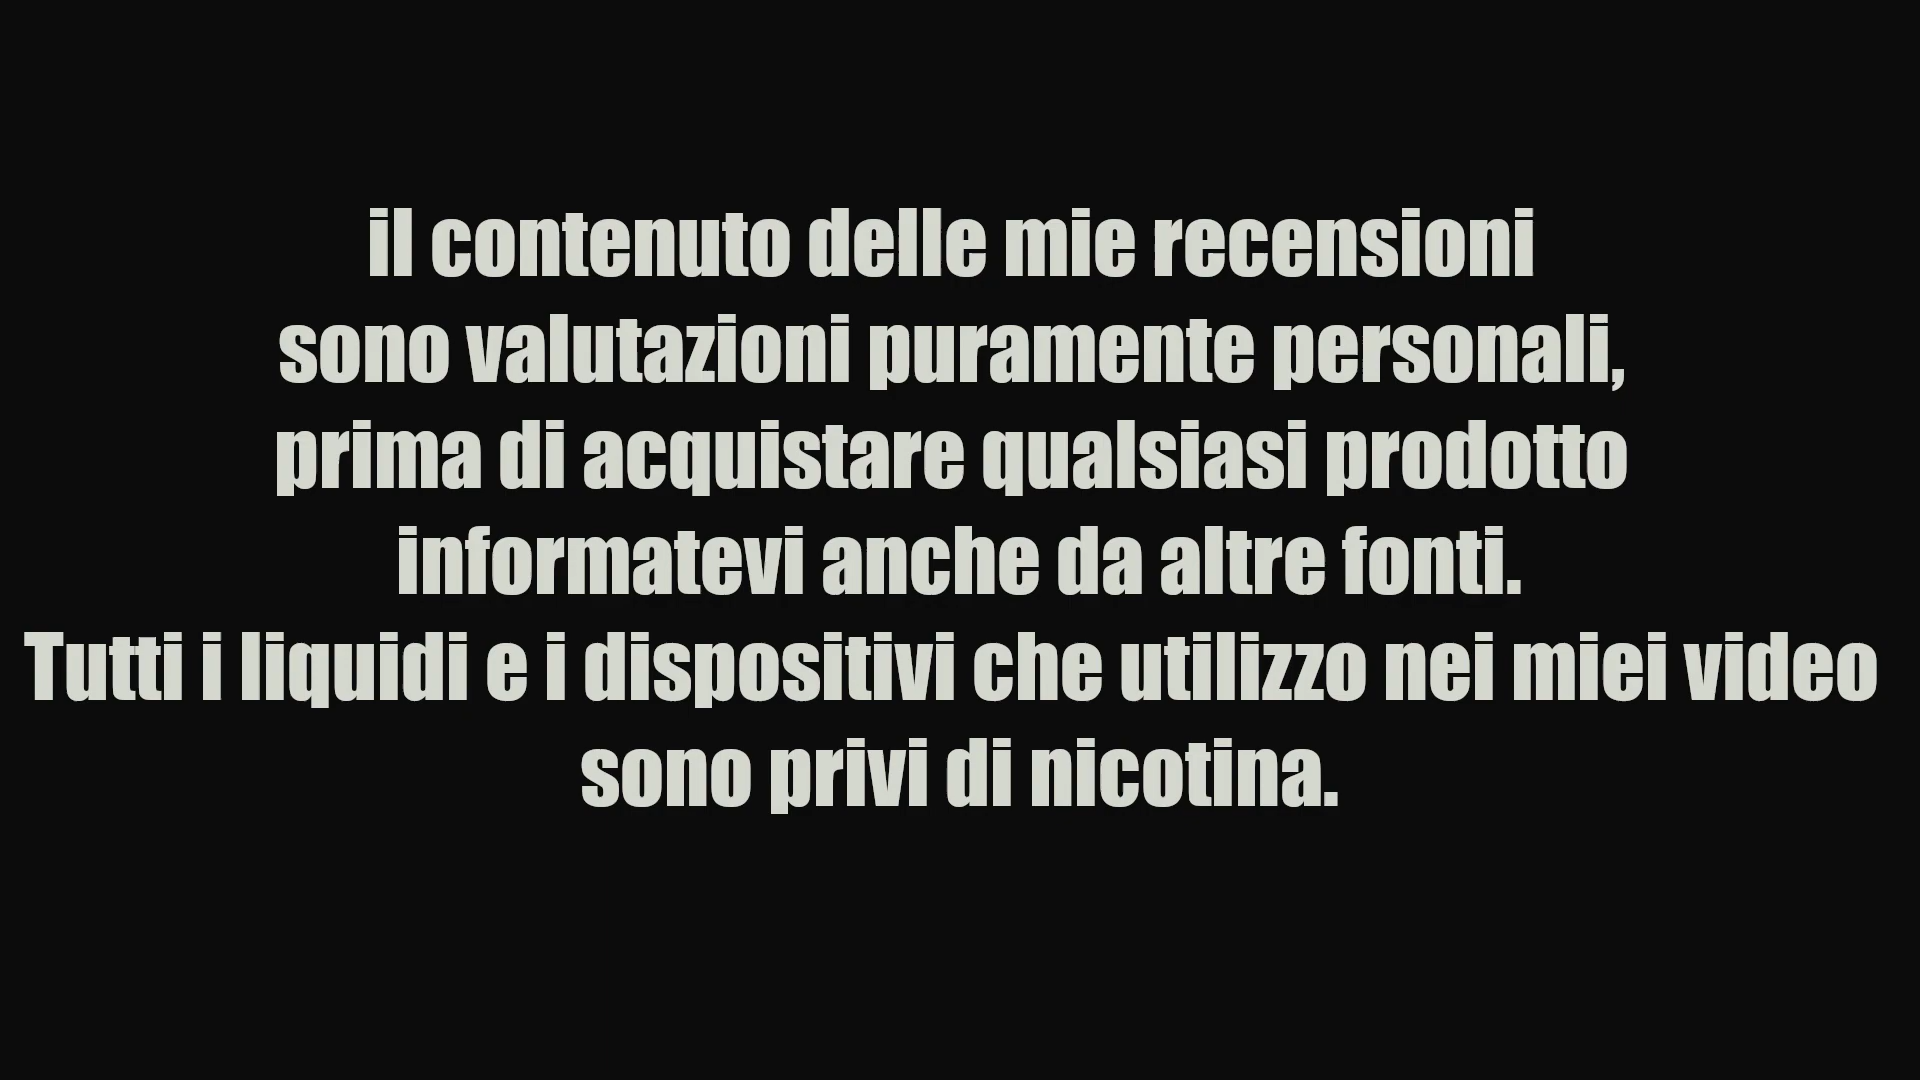 il contenuto delle mie recensioni
sono valutazioni puramente personali,
prima di acquistare qualsiasi prodotto
informatevi anche da altre fonti.
Tutti i liquidi e i dispositivi che utilizzo nei miei video
sono privi di nicotina.